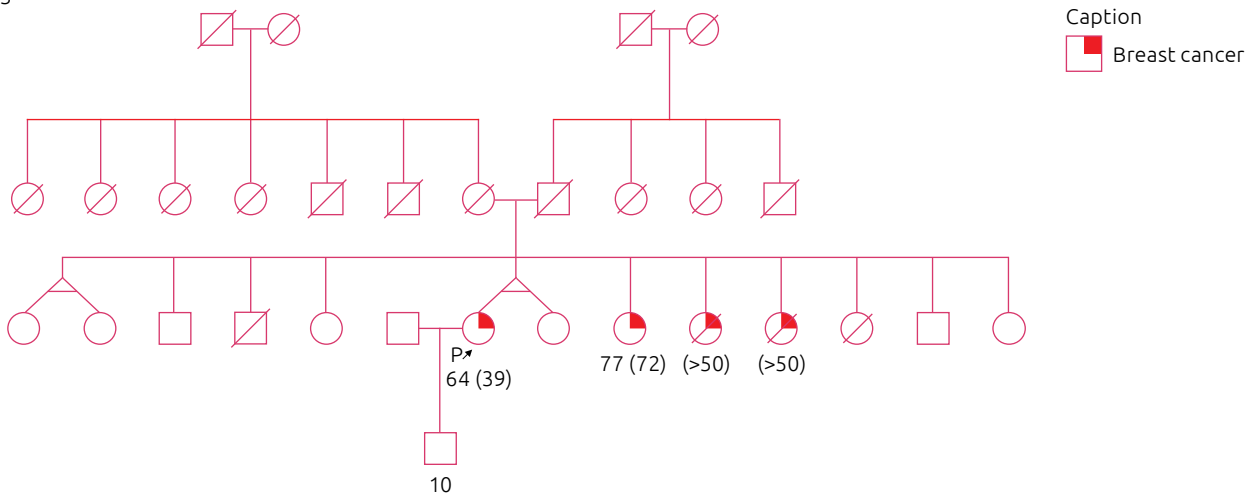 Caption
Breast cancer
P
64 (39)
77 (72) (>50) (>50)
10